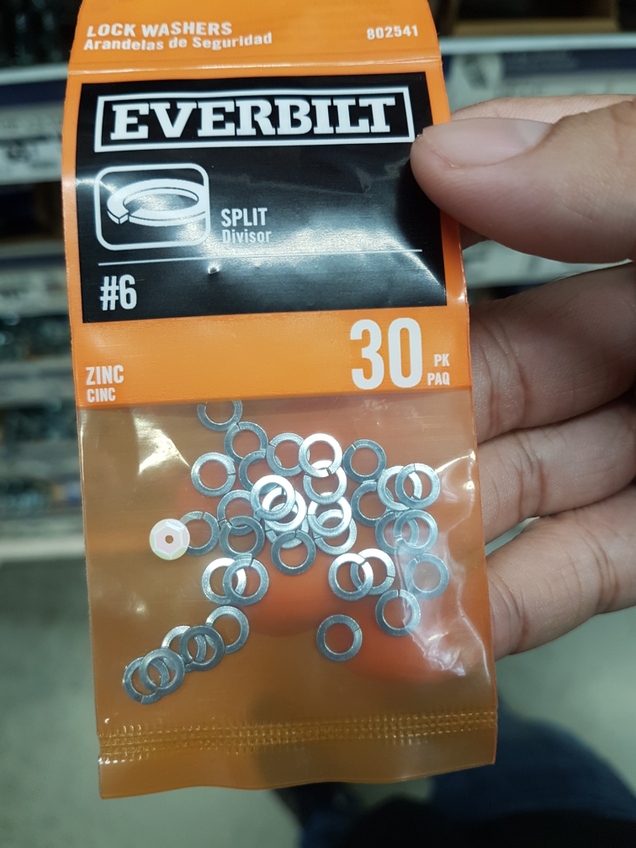 LOCK WASHERS
Arandelas de Seguridad
802541
EVERBILT
SPLIT
Divisor
#6
ZINC
CINC
30 PK
PAQ